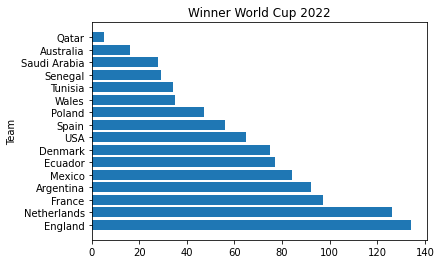 Winner World Cup 2022
Team
Qatar
Australia
Saudi Arabia
Senegal
Tunisia
Wales
Poland
Spain
USA
Denmark
Ecuador
Mexico
Argentina
France
Netherlands
England
0 20 40 60 80 100 120 140